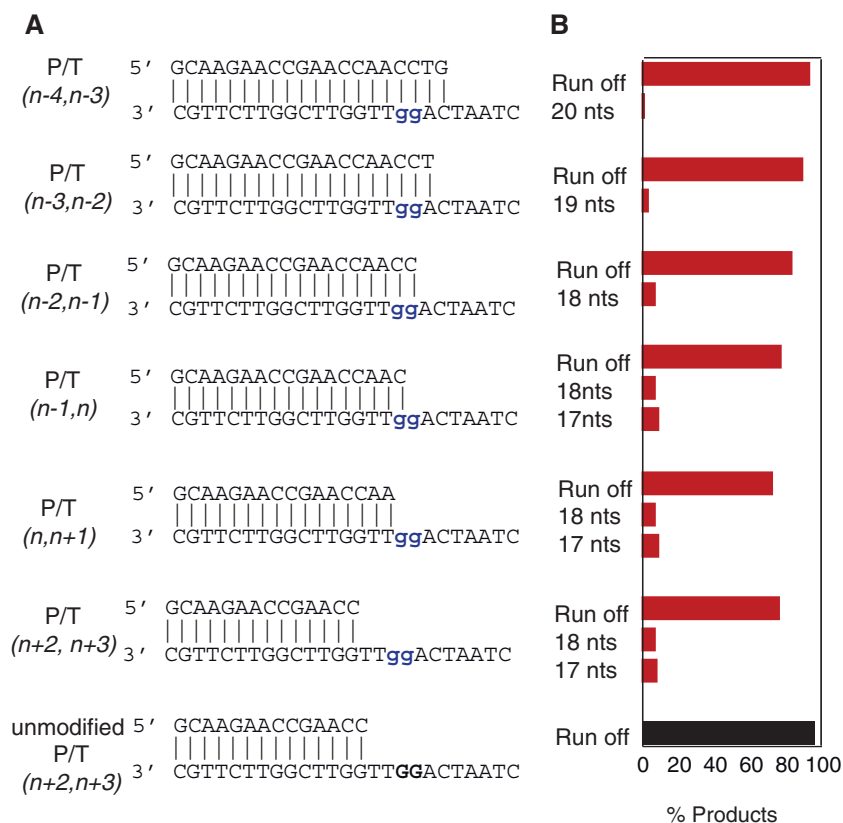 A
B
P/T
(n-4,n-3)
5′ GCAAGAACCGAACCAACCTG
3′ CGTTCTTGGCTTGGTTggACTAATC
Run off
20 nts
P/T
(n-3,n-2)
5′ GCAAGAACCGAACCAACCT
3′ CGTTCTTGGCTTGGTTggACTAATC
Run off
19 nts
P/T
(n-2,n-1)
5′ GCAAGAACCGAACCAACC
3′ CGTTCTTGGCTTGGTTggACTAATC
Run off
18 nts
P/T
(n-1,n)
5′ GCAAGAACCGAACCAAC
3′ CGTTCTTGGCTTGGTTggACTAATC
Run off
18nts
17nts
P/T
(n,n+1)
5′ GCAAGAACCGAACCAA
3′ CGTTCTTGGCTTGGTTggACTAATC
Run off
18 nts
17 nts
P/T
(n+2, n+3)
5′ GCAAGAACCGAACC
3′ CGTTCTTGGCTTGGTTggACTAATC
Run off
18 nts
17 nts
unmodified
P/T
(n+2,n+3)
5′ GCAAGAACCGAACC
3′ CGTTCTTGGCTTGGTTGGACTAATC
Run off
0 20 40 60 80 100
% Products